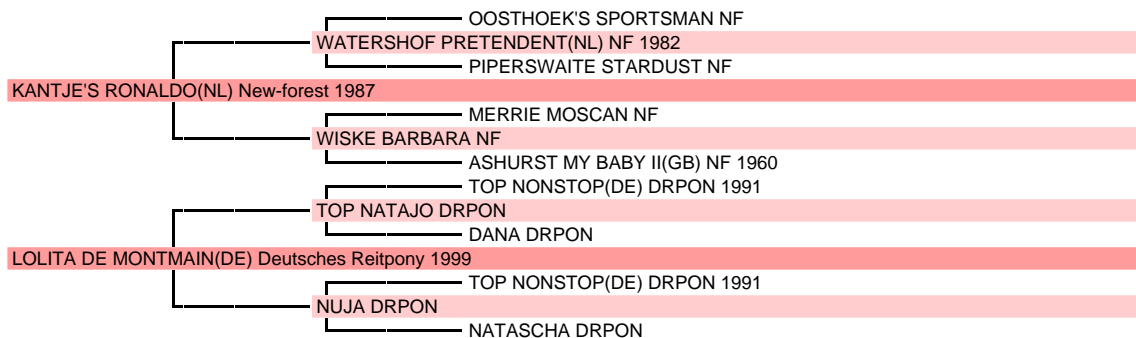 OOSTHOEK'S SPORTSMAN NF
WATERSHOF PRETENDENT(NL) NF 1982
PIPERSWAITE STARDUST NF
KANTJE'S RONALDO(NL) New-forest 1987
MERRIE MOSCAN NF
WISKE BARBARA NF
ASHURST MY BABY II(GB) NF 1960
TOP NONSTOP(DE) DRPON 1991
TOP NATAJO DRPON
DANA DRPON
LOLITA DE MONTMAIN(DE) Deutsches Reitpony 1999
TOP NONSTOP(DE) DRPON 1991
NUJA DRPON
NATASCHA DRPON